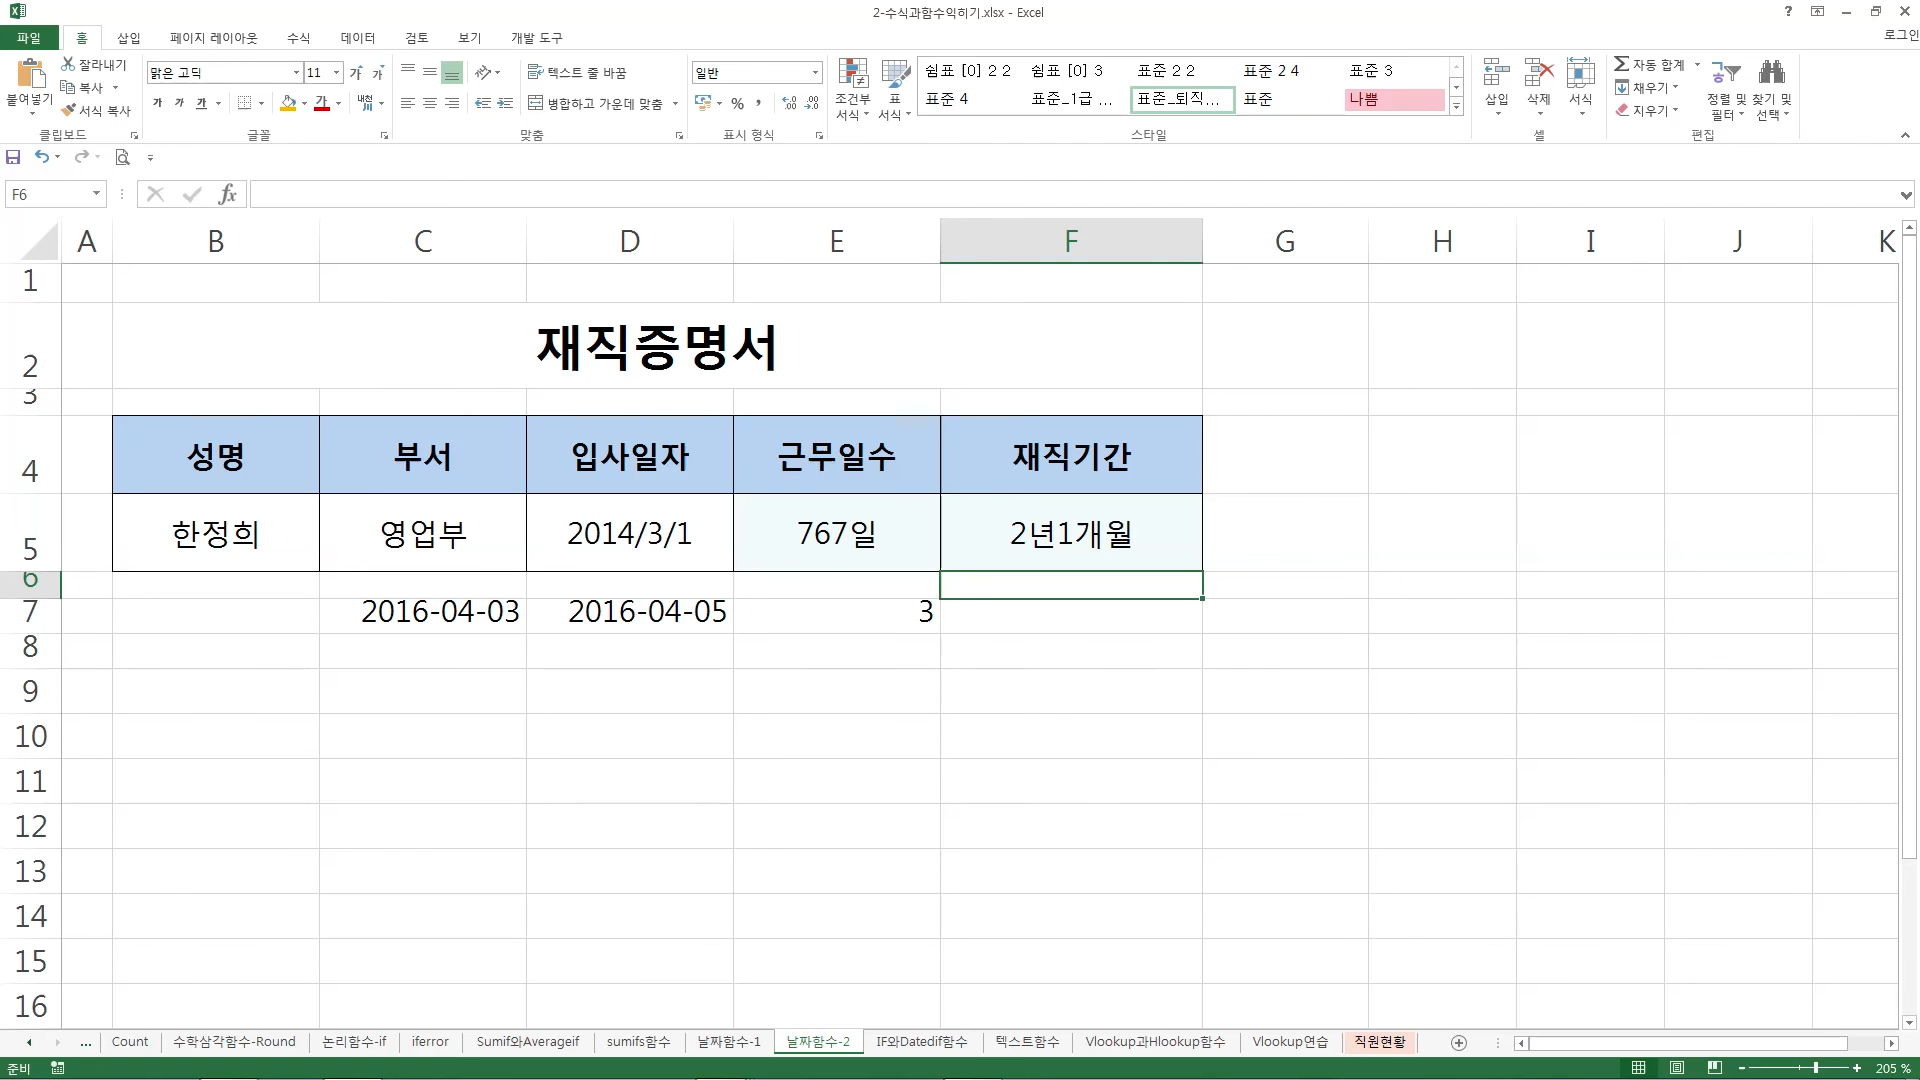 2-수식과함수익히기.xlsx - Excel
로그인
파일 홈 삽입 페이지 레이아웃 수식 데이터 검토 보기 개발 도구
붙여넣기
잘라내기
복사
서식 복사
클립보드
맑은 고딕 11
가 가 가 가 가 가 내천
글꼴
텍스트 줄 바꿈
병합하고 가운데 맞춤
맞춤
일반
% ,
표시 형식
조건부 서식
표 서식
쉼표 [0] 2 2 쉼표 [0] 3 표준 2 2 표준 2 4 표준 3
표준 4 표준_1급 ... 표준_퇴직... 표준 나쁨
스타일
삽입 삭제 서식
셀
자동 합계
채우기
지우기
정렬 및 필터
찾기 및 선택
편집
F6
fx
A B C D E F G H I J K
1
2 재직증명서
3
4 성명 부서 입사일자 근무일수 재직기간
5 한정희 영업부 2014/3/1 767일 2년1개월
6
7 2016-04-03 2016-04-05 3
8
9
10
11
12
13
14
15
16
... Count 수학삼각함수-Round 논리함수-if iferror Sumif와Averageif sumifs함수 날짜함수-1 날짜함수-2 IF와Datedif함수 텍스트함수 Vlookup과Hlookup함수 Vlookup연습 직원현황
준비 205 %